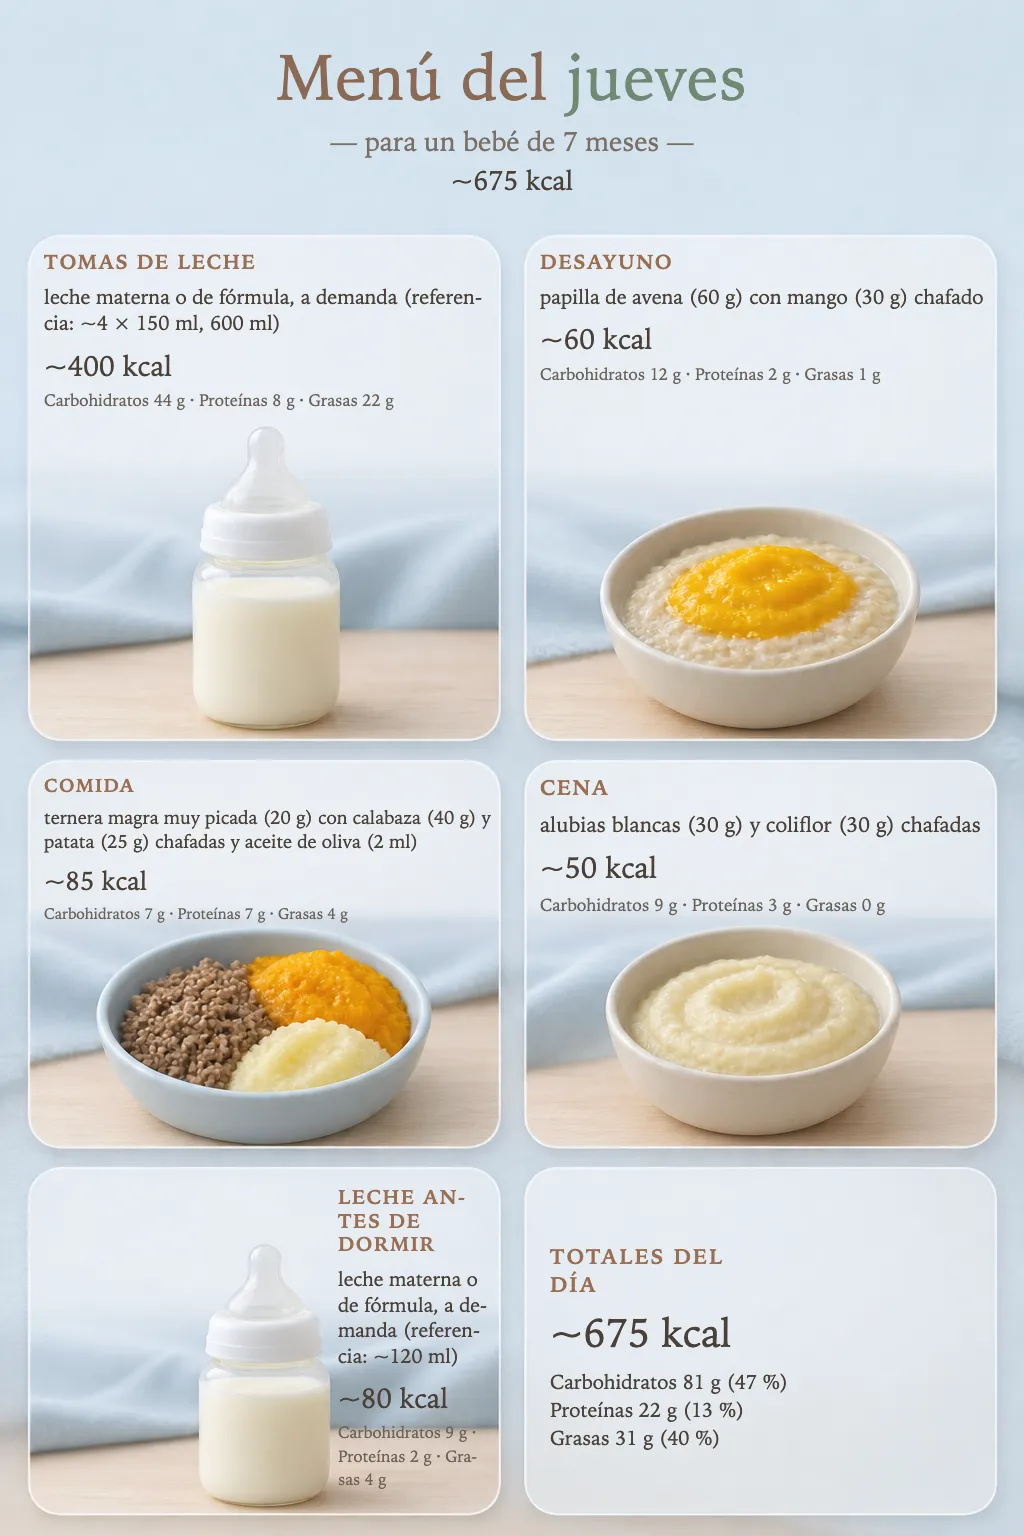 Menú del jueves
— para un bebé de 7 meses —
~675 kcal
TOMAS DE LECHE
leche materna o de fórmula, a demanda (referen-
cia: ~4 × 150 ml, 600 ml)
~400 kcal
Carbohidratos 44 g · Proteínas 8 g · Grasas 22 g
DESAYUNO
papilla de avena (60 g) con mango (30 g) chafado
~60 kcal
Carbohidratos 12 g · Proteínas 2 g · Grasas 1 g
COMIDA
ternera magra muy picada (20 g) con calabaza (40 g) y
patata (25 g) chafadas y aceite de oliva (2 ml)
~85 kcal
Carbohidratos 7 g · Proteínas 7 g · Grasas 4 g
CENA
alubias blancas (30 g) y coliflor (30 g) chafadas
~50 kcal
Carbohidratos 9 g · Proteínas 3 g · Grasas 0 g
LECHE AN-
TES DE
DORMIR
leche materna o
de fórmula, a de-
manda (referen-
cia: ~120 ml)
~80 kcal
Carbohidratos 9 g ·
Proteínas 2 g · Gra-
sas 4 g
TOTALES DEL
DÍA
~675 kcal
Carbohidratos 81 g (47 %)
Proteínas 22 g (13 %)
Grasas 31 g (40 %)